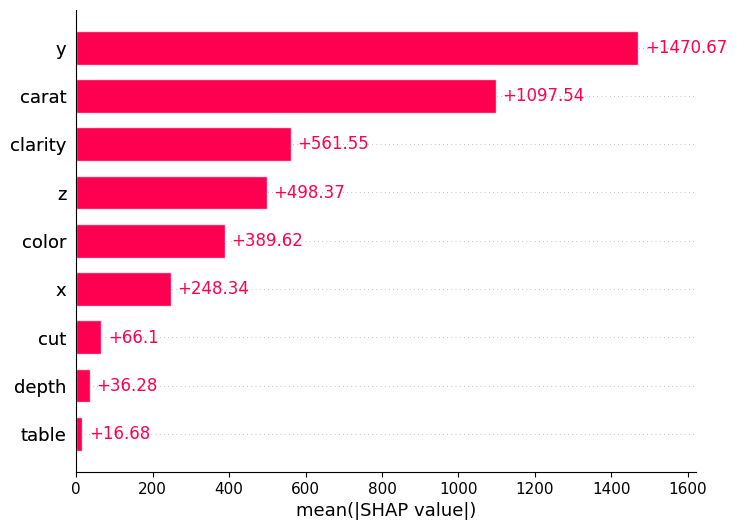 y +1470.67
carat +1097.54
clarity +561.55
z +498.37
color +389.62
x +248.34
cut +66.1
depth +36.28
table +16.68
0 200 400 600 800 1000 1200 1400 1600
mean(|SHAP value|)